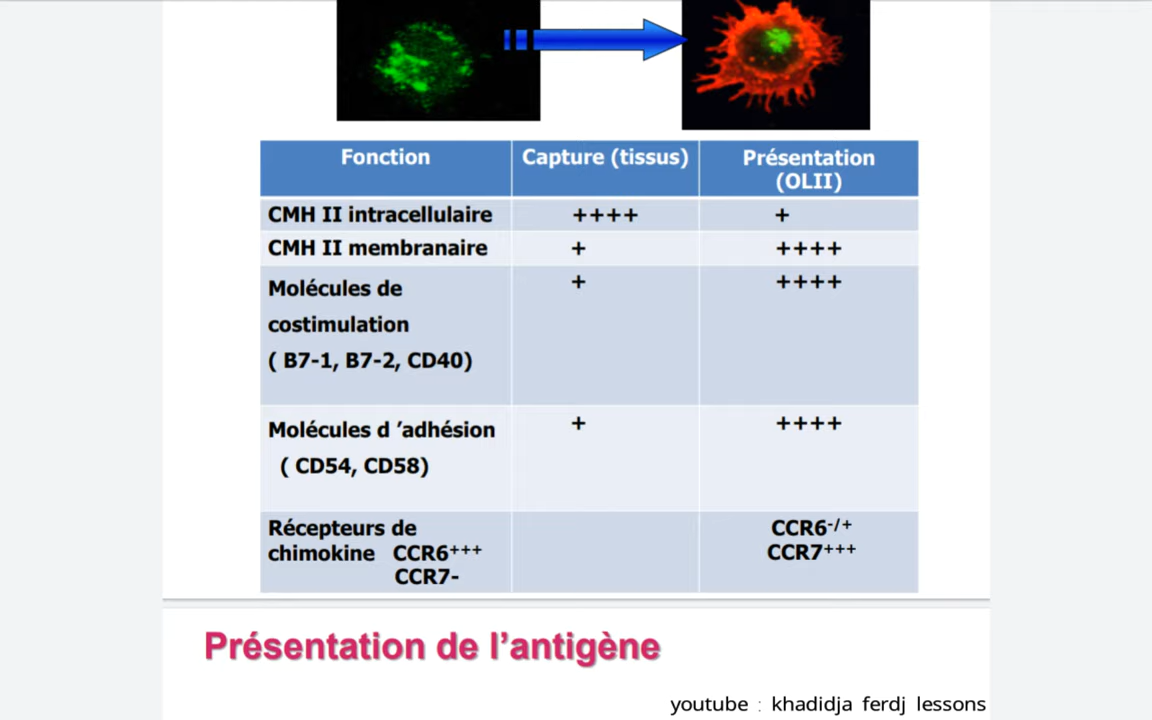 Fonction Capture (tissus) Présentation
(OLII)
CMH II intracellulaire ++++ +
CMH II membranaire + ++++
Molécules de + ++++
costimulation
( B7-1, B7-2, CD40)
Molécules d ’adhésion + ++++
( CD54, CD58)
Récepteurs de CCR6-/+
chimokine CCR6+++ CCR7+++
CCR7-
Présentation de l’antigène
youtube : khadidja ferdj lessons